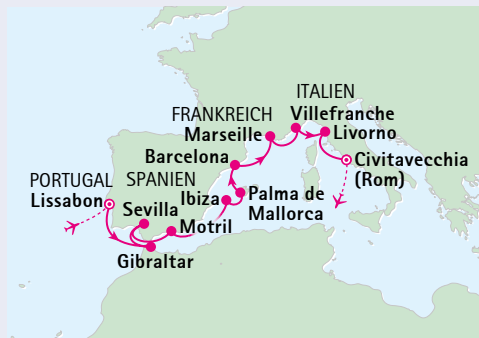 ITALIEN
Villefranche
FRANKREICH
Marseille
Livorno
Barcelona
Civitavecchia
(Rom)
PORTUGAL
SPANIEN
Lissabon
Sevilla
Ibiza
Palma de
Mallorca
Motril
Gibraltar